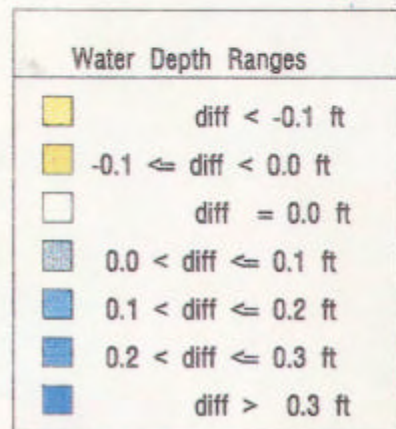 Water Depth Ranges
diff < -0.1 ft
-0.1 <= diff < 0.0 ft
diff = 0.0 ft
0.0 < diff <= 0.1 ft
0.1 < diff <= 0.2 ft
0.2 < diff <= 0.3 ft
diff > 0.3 ft